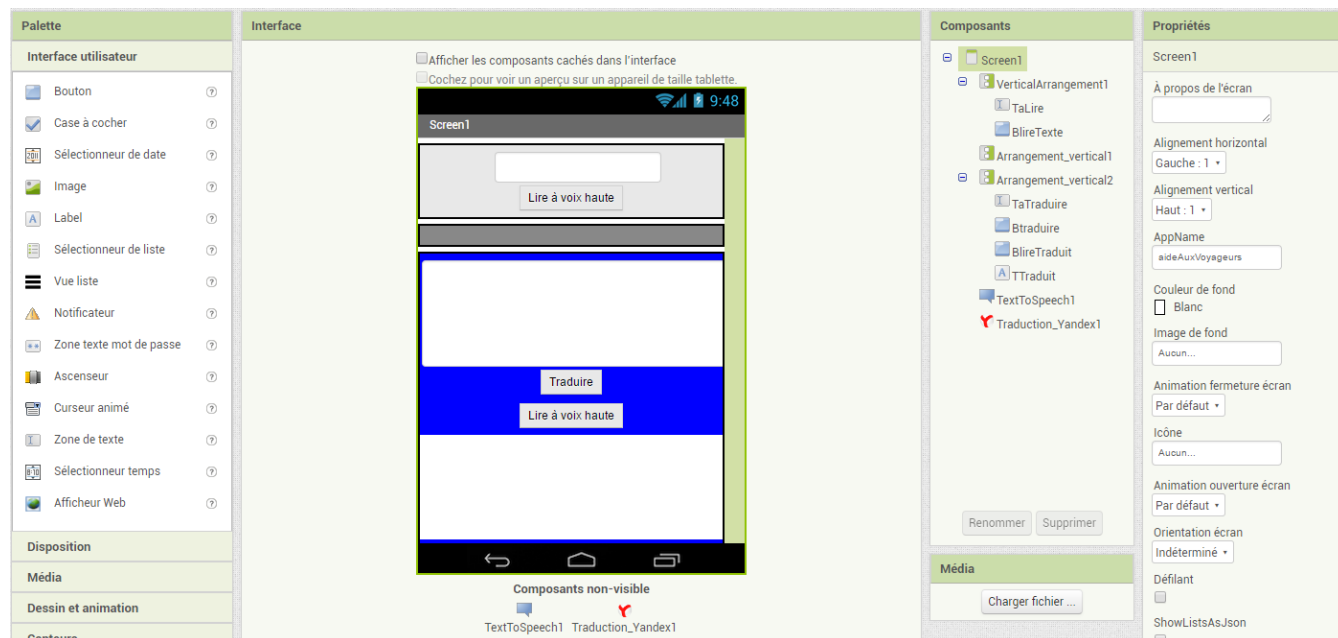 Palette
Interface utilisateur
Bouton
Case à cocher
Sélectionneur de date
Image
Label
Sélectionneur de liste
Vue liste
Notificateur
Zone texte mot de passe
Ascenseur
Curseur animé
Zone de texte
Sélectionneur temps
Afficheur Web
Disposition
Média
Dessin et animation
Interface
Afficher les composants cachés dans l'interface
Cochez pour voir un aperçu sur un appareil de taille tablette.
9:48
Screen1
Lire à voix haute
Traduire
Lire à voix haute
Composants non-visible
TextToSpeech1 Traduction_Yandex1
Composants
Screen1
VerticalArrangement1
TaLire
BlireTexte
Arrangement_vertical1
Arrangement_vertical2
TaTraduire
Btraduire
BlireTraduit
TTraduit
TextToSpeech1
Traduction_Yandex1
Renommer Supprimer
Média
Charger fichier ...
Propriétés
Screen1
À propos de l'écran
Alignement horizontal
Gauche : 1
Alignement vertical
Haut : 1
AppName
aideAuxVoyageurs
Couleur de fond
Blanc
Image de fond
Aucun...
Animation fermeture écran
Par défaut
Icône
Aucun...
Animation ouverture écran
Par défaut
Orientation écran
Indéterminé
Défilant
ShowListsAsJson